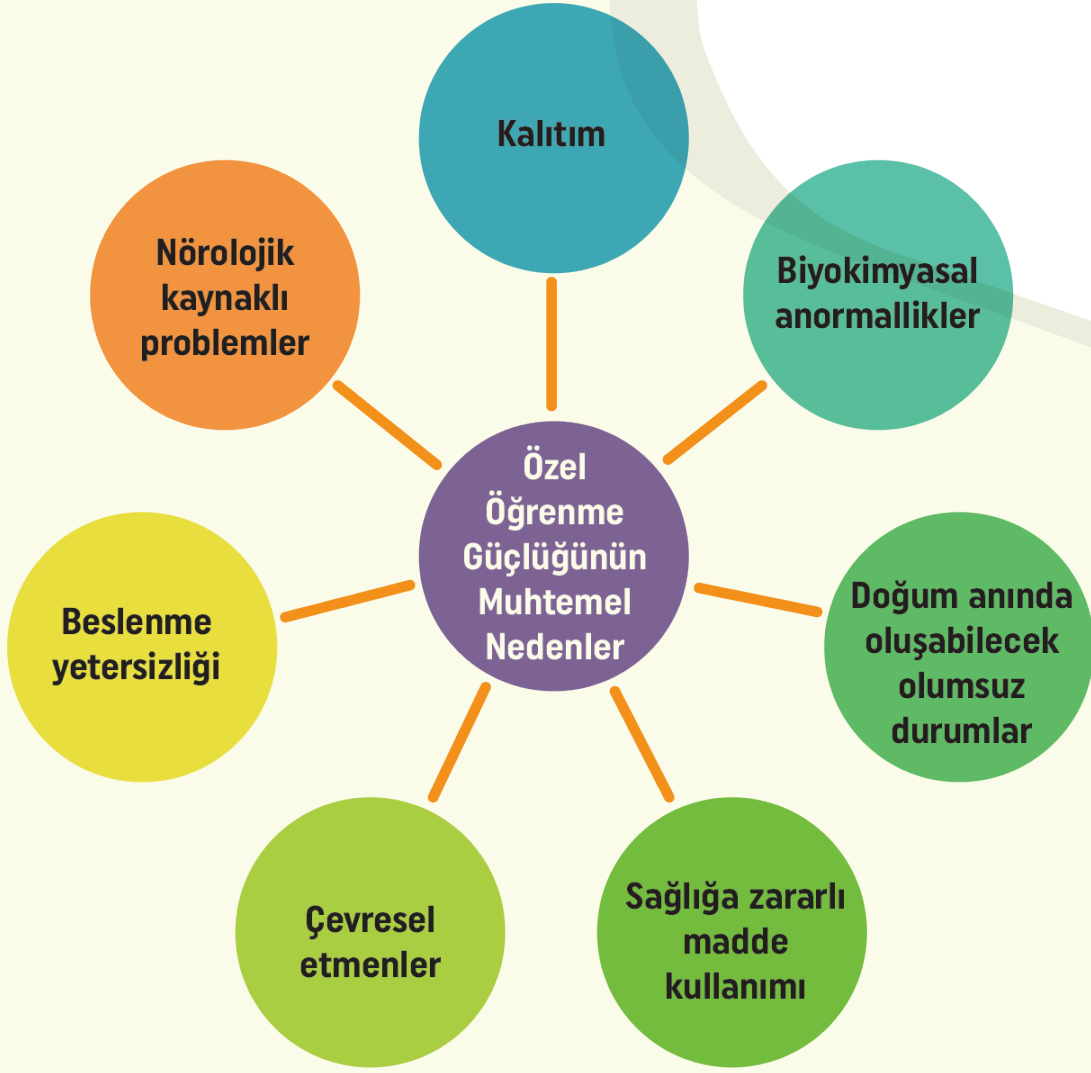 Kalıtım
Biyokimyasal
anormallikler
Doğum anında
oluşabilecek
olumsuz
durumlar
Sağlığa zararlı
madde
kullanımı
Çevresel
etmenler
Beslenme
yetersizliği
Nörolojik
kaynaklı
problemler
Özel
Öğrenme
Güçlüğünün
Muhtemel
Nedenler